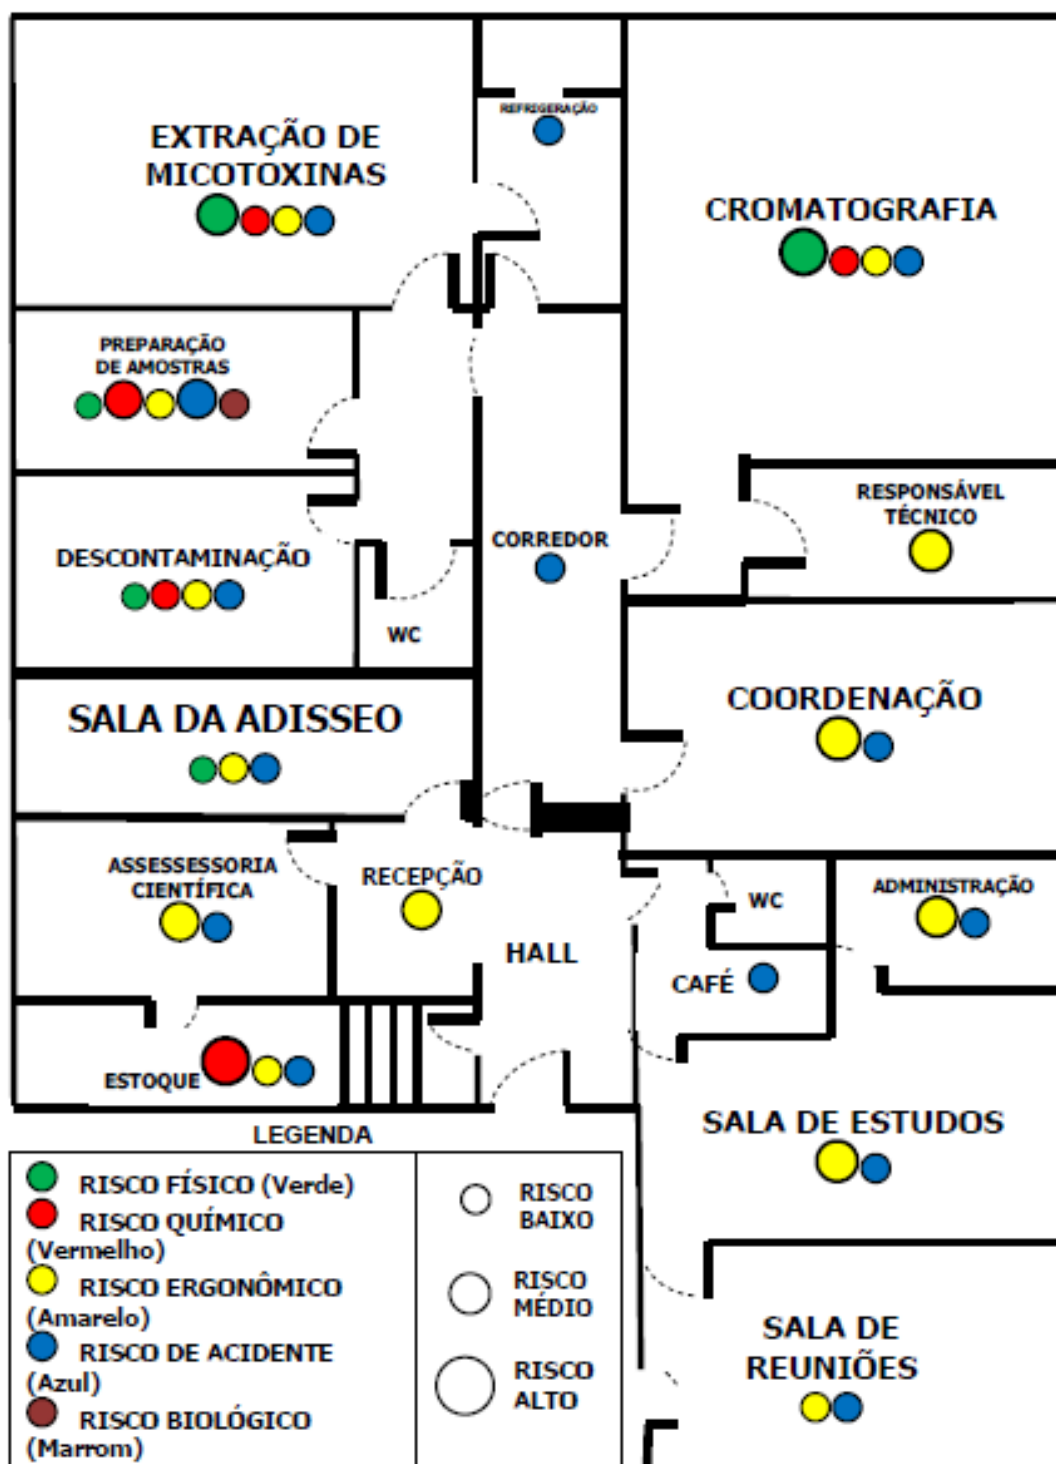 REFRIGERAÇÃO
EXTRAÇÃO DE
MICOTOXINAS
CROMATOGRAFIA
PREPARAÇÃO
DE AMOSTRAS
RESPONSÁVEL
TÉCNICO
CORREDOR
DESCONTAMINAÇÃO
WC
COORDENAÇÃO
SALA DA ADISSEO
ASSESSESSORIA
CIENTÍFICA
RECEPÇÃO
WC
ADMINISTRAÇÃO
HALL
CAFÉ
ESTOQUE
SALA DE ESTUDOS
SALA DE
REUNIÕES
LEGENDA
RISCO FÍSICO (Verde)
RISCO QUÍMICO
(Vermelho)
RISCO ERGONÔMICO
(Amarelo)
RISCO DE ACIDENTE
(Azul)
RISCO BIOLÓGICO
(Marrom)
RISCO
BAIXO
RISCO
MÉDIO
RISCO
ALTO